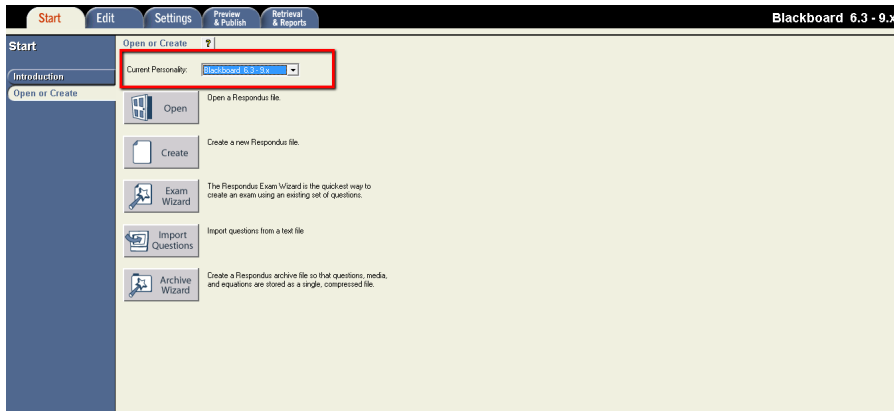 Start
Edit
Settings
Preview
& Publish
Retrieval
& Reports
Blackboard 6.3 - 9.x
Start
Introduction
Open or Create
Open or Create ?
Current Personality: Blackboard 6.3 - 9.x
Open
Open a Respondus file.
Create
Create a new Respondus file.
Exam
Wizard
The Respondus Exam Wizard is the quickest way to
create an exam using an existing set of questions.
Import
Questions
Import questions from a text file
Archive
Wizard
Create a Respondus archive file so that questions, media,
and equations are stored as a single, compressed file.